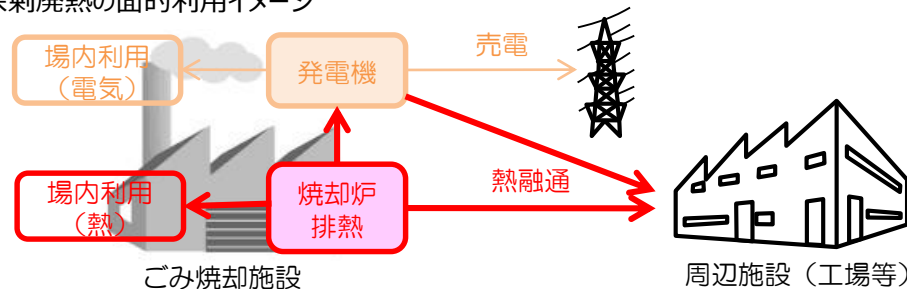 余剰廃熱の面的利用イメージ
場内利用
（電気）
発電機
売電
場内利用
（熱）
焼却炉
排熱
熱融通
ごみ焼却施設
周辺施設（工場等）